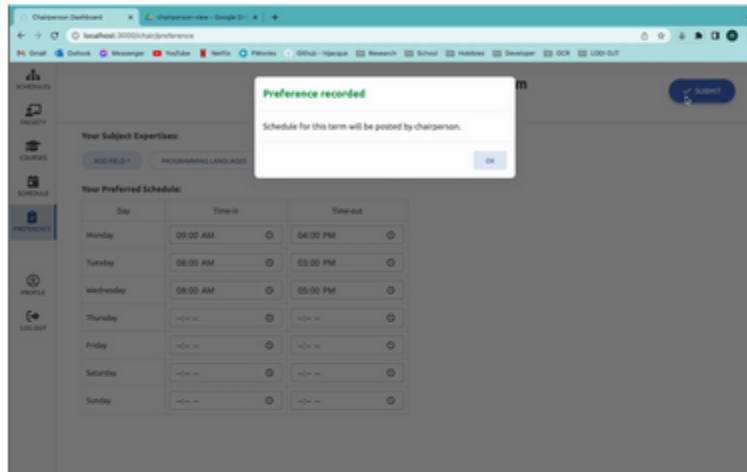 Chairperson Dashboard
chairperson-view - Google Dri
localhost:3000/chair/preference
Gmail Outlook Messenger YouTube Netflix Research School Hobbies Developer OCR
SCHEDULES
FACULTY
COURSES
SCHEDULE
PREFERENCE
PROFILE
LOG OUT
m
SUBMIT
Preference recorded
Schedule for this term will be posted by chairperson.
OK
Your Subject Expertises:
ADD FIELD
PROGRAMMING LANGUAGES
Your Preferred Schedule:
Day Time-in Time-out
Monday 09:00 AM 04:00 PM
Tuesday 08:00 AM 03:00 PM
Wednesday 08:00 AM 05:00 PM
Thursday --:-- -- --:-- --
Friday --:-- -- --:-- --
Saturday --:-- -- --:-- --
Sunday --:-- -- --:-- --